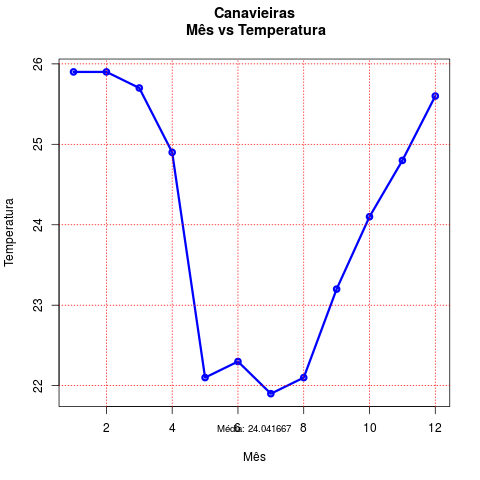 Canavieiras
Mês vs Temperatura
26
25
24
23
22
Temperatura
2 4 6 8 10 12
Média: 24.041667
Mês